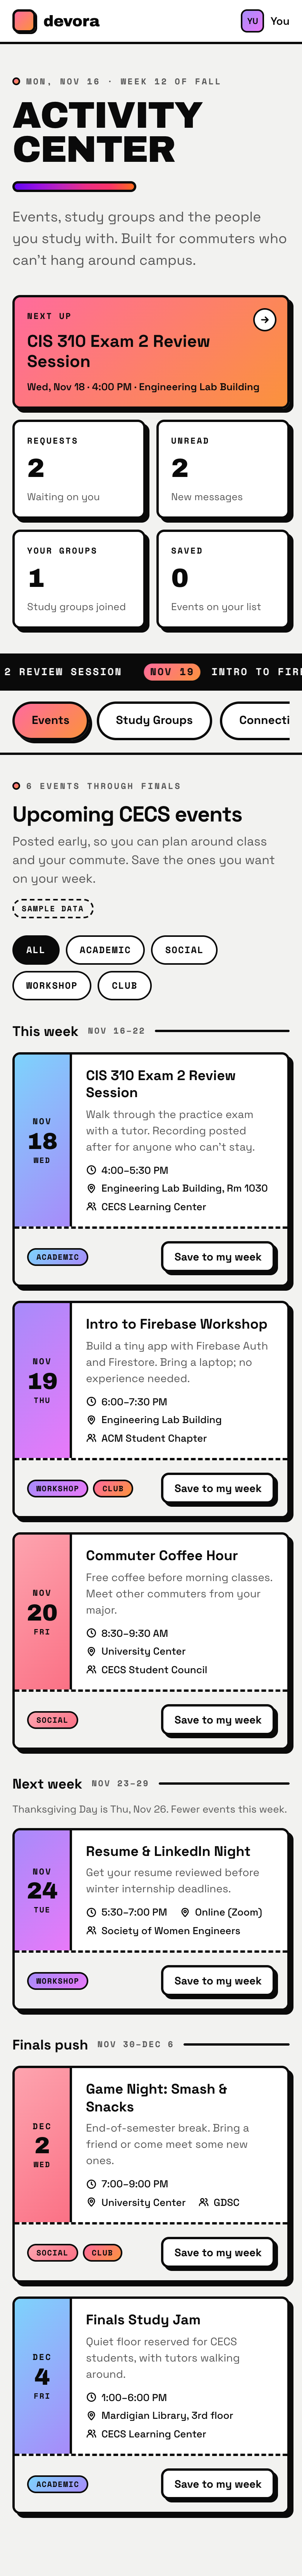 devora
YU You
MON, NOV 16 · WEEK 12 OF FALL
ACTIVITY
CENTER
Events, study groups and the people
you study with. Built for commuters who
can't hang around campus.
NEXT UP
CIS 310 Exam 2 Review
Session
Wed, Nov 18 · 4:00 PM · Engineering Lab Building
REQUESTS
2
Waiting on you
UNREAD
2
New messages
YOUR GROUPS
1
Study groups joined
SAVED
0
Events on your list
2 REVIEW SESSION NOV 19 INTRO TO FIR
Events Study Groups Connecti
6 EVENTS THROUGH FINALS
Upcoming CECS events
Posted early, so you can plan around class
and your commute. Save the ones you want
on your week.
SAMPLE DATA
ALL ACADEMIC SOCIAL
WORKSHOP CLUB
This week NOV 16–22
NOV
18
WED
CIS 310 Exam 2 Review
Session
Walk through the practice exam
with a tutor. Recording posted
after for anyone who can't stay.
4:00–5:30 PM
Engineering Lab Building, Rm 1030
CECS Learning Center
ACADEMIC Save to my week
NOV
19
THU
Intro to Firebase Workshop
Build a tiny app with Firebase Auth
and Firestore. Bring a laptop; no
experience needed.
6:00–7:30 PM
Engineering Lab Building
ACM Student Chapter
WORKSHOP CLUB Save to my week
NOV
20
FRI
Commuter Coffee Hour
Free coffee before morning classes.
Meet other commuters from your
major.
8:30–9:30 AM
University Center
CECS Student Council
SOCIAL Save to my week
Next week NOV 23–29
Thanksgiving Day is Thu, Nov 26. Fewer events this week.
NOV
24
TUE
Resume & LinkedIn Night
Get your resume reviewed before
winter internship deadlines.
5:30–7:00 PM Online (Zoom)
Society of Women Engineers
WORKSHOP Save to my week
Finals push NOV 30–DEC 6
DEC
2
WED
Game Night: Smash &
Snacks
End-of-semester break. Bring a
friend or come meet some new
ones.
7:00–9:00 PM
University Center GDSC
SOCIAL CLUB Save to my week
DEC
4
FRI
Finals Study Jam
Quiet floor reserved for CECS
students, with tutors walking
around.
1:00–6:00 PM
Mardigian Library, 3rd floor
CECS Learning Center
ACADEMIC Save to my week